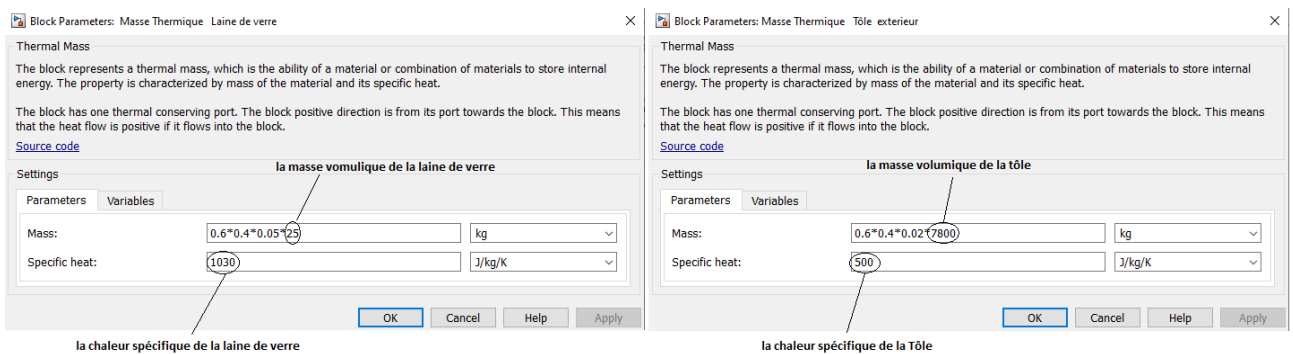 Block Parameters: Masse Thermique Laine de verre
Thermal Mass
The block represents a thermal mass, which is the ability of a material or combination of materials to store internal
energy. The property is characterized by mass of the material and its specific heat.
The block has one thermal conserving port. The block positive direction is from its port towards the block. This means
that the heat flow is positive if it flows into the block.
Source code
la masse vomulique de la laine de verre
Settings
Parameters Variables
Mass: 0.6*0.4*0.05*25 kg
Specific heat: 1030 J/kg/K
OK Cancel Help Apply
la chaleur spécifique de la laine de verre
Block Parameters: Masse Thermique Tôle exterieur
Thermal Mass
The block represents a thermal mass, which is the ability of a material or combination of materials to store internal
energy. The property is characterized by mass of the material and its specific heat.
The block has one thermal conserving port. The block positive direction is from its port towards the block. This means
that the heat flow is positive if it flows into the block.
Source code
la masse volumique de la tôle
Settings
Parameters Variables
Mass: 0.6*0.4*0.02*7800 kg
Specific heat: 500 J/kg/K
OK Cancel Help Apply
la chaleur spécifique de la Tôle